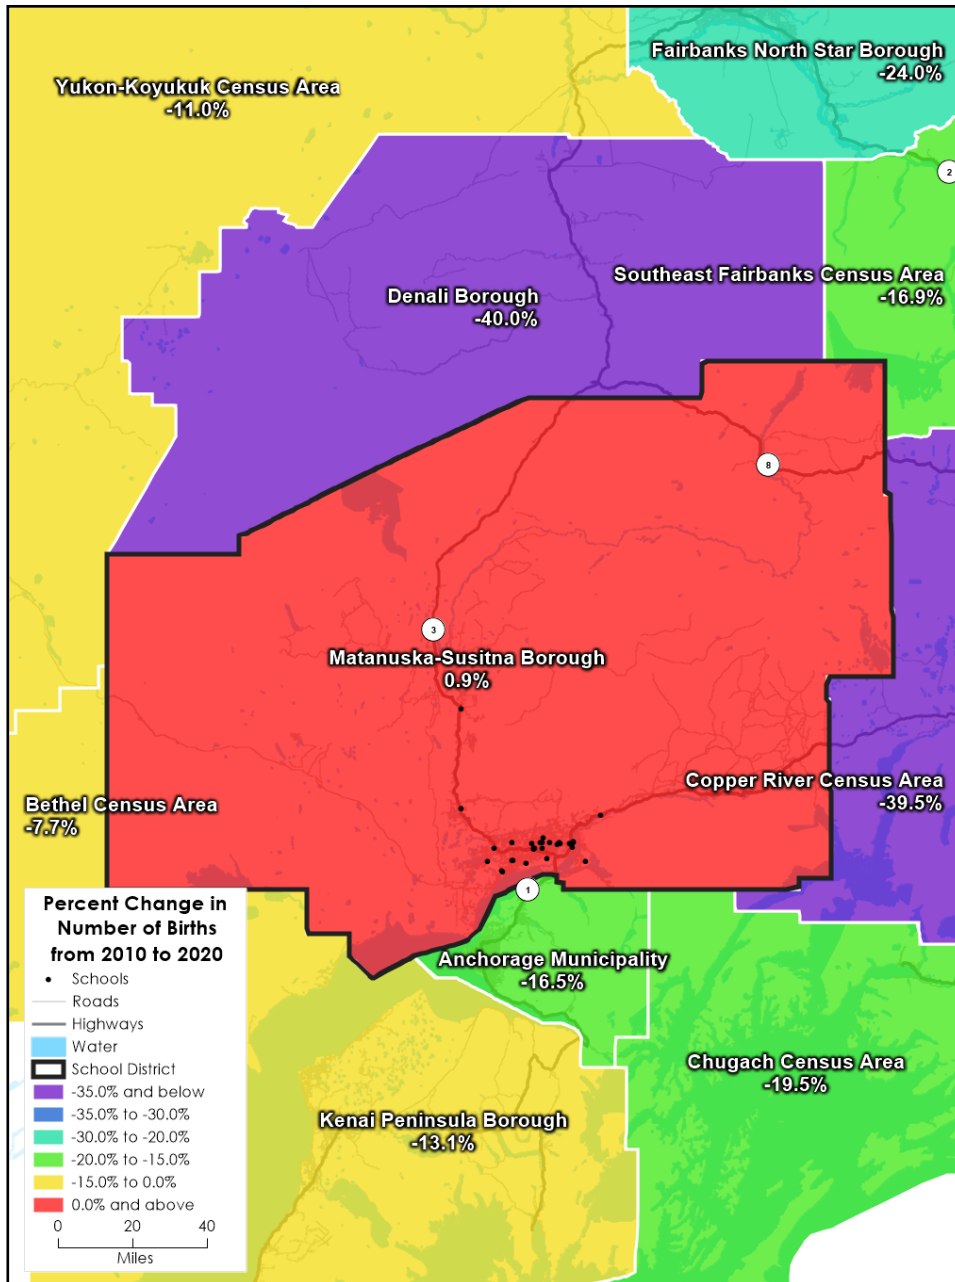 Fairbanks North Star Borough
-24.0%
Yukon-Koyukuk Census Area
-11.0%
2
Southeast Fairbanks Census Area
-16.9%
Denali Borough
-40.0%
8
3
Matanuska-Susitna Borough
0.9%
Copper River Census Area
-39.5%
Bethel Census Area
-7.7%
1
Anchorage Municipality
-16.5%
Chugach Census Area
-19.5%
Kenai Peninsula Borough
-13.1%
Percent Change in
Number of Births
from 2010 to 2020
Schools
Roads
Highways
Water
School District
-35.0% and below
-35.0% to -30.0%
-30.0% to -20.0%
-20.0% to -15.0%
-15.0% to 0.0%
0.0% and above
0 20 40
Miles